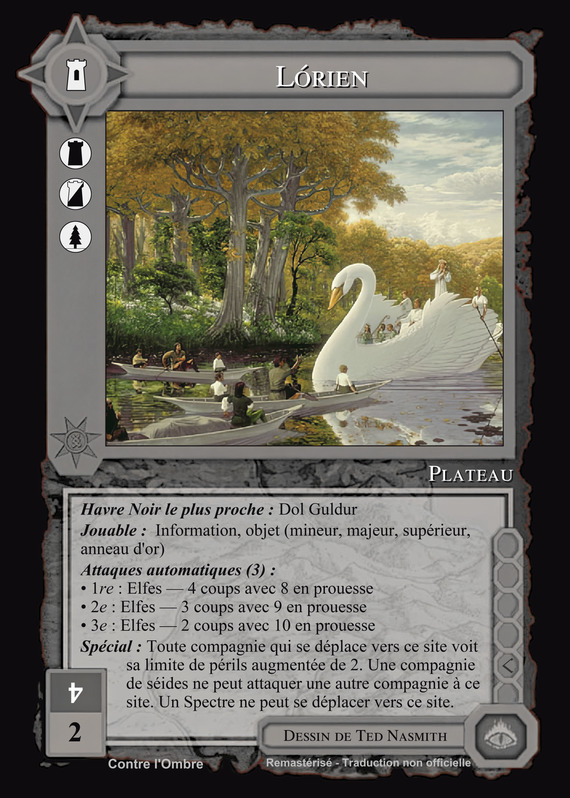 Lórien
Plateau
Havre Noir le plus proche : Dol Guldur
Jouable : Information, objet (mineur, majeur, supérieur,
anneau d'or)
Attaques automatiques (3) :
• 1re : Elfes — 4 coups avec 8 en prouesse
• 2e : Elfes — 3 coups avec 9 en prouesse
• 3e : Elfes — 2 coups avec 10 en prouesse
Spécial : Toute compagnie qui se déplace vers ce site voit
sa limite de périls augmentée de 2. Une compagnie
de séides ne peut attaquer une autre compagnie à ce
site. Un Spectre ne peut se déplacer vers ce site.
4
2
Dessin de Ted Nasmith
Contre l'Ombre
Remastérisé - Traduction non officielle